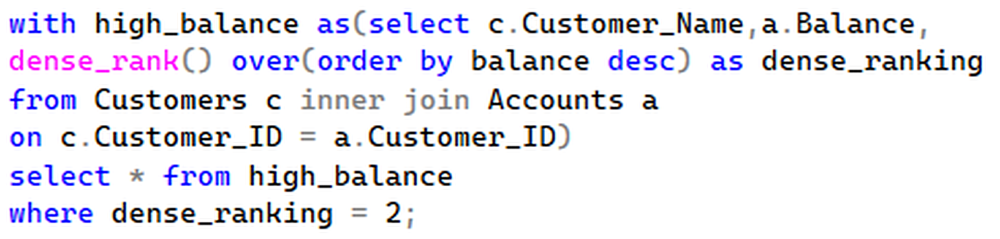 with high_balance as(select c.Customer_Name,a.Balance,
dense_rank() over(order by balance desc) as dense_ranking
from Customers c inner join Accounts a
on c.Customer_ID = a.Customer_ID)
select * from high_balance
where dense_ranking = 2;